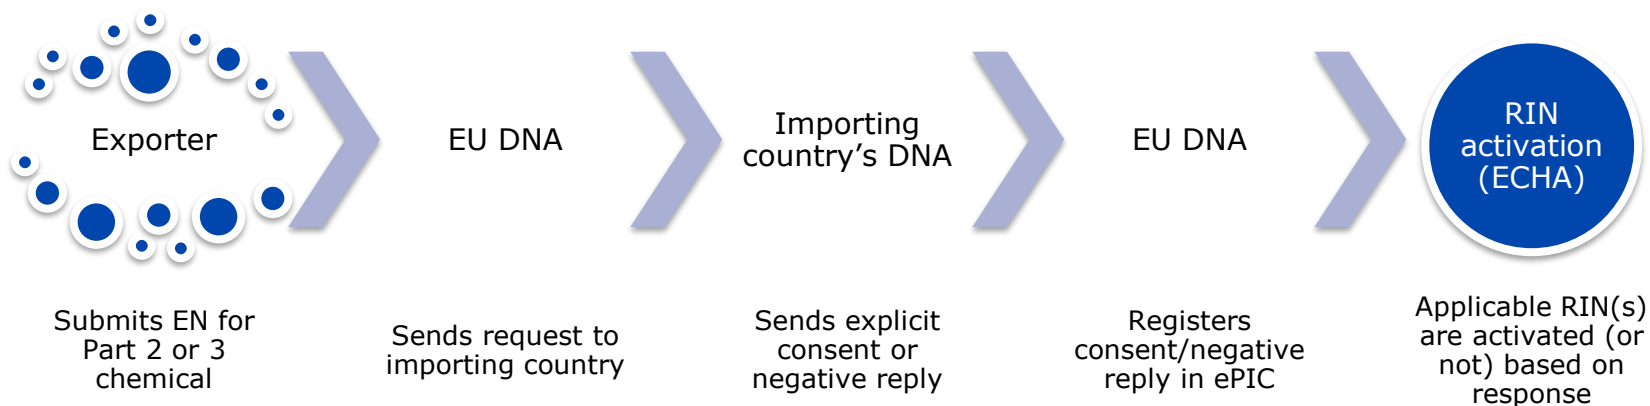 Exporter
EU DNA
Importing
country’s DNA
EU DNA
RIN
activation
(ECHA)
Submits EN for
Part 2 or 3
chemical
Sends request to
importing country
Sends explicit
consent or
negative reply
Registers
consent/negative
reply in ePIC
Applicable RIN(s)
are activated (or
not) based on
response